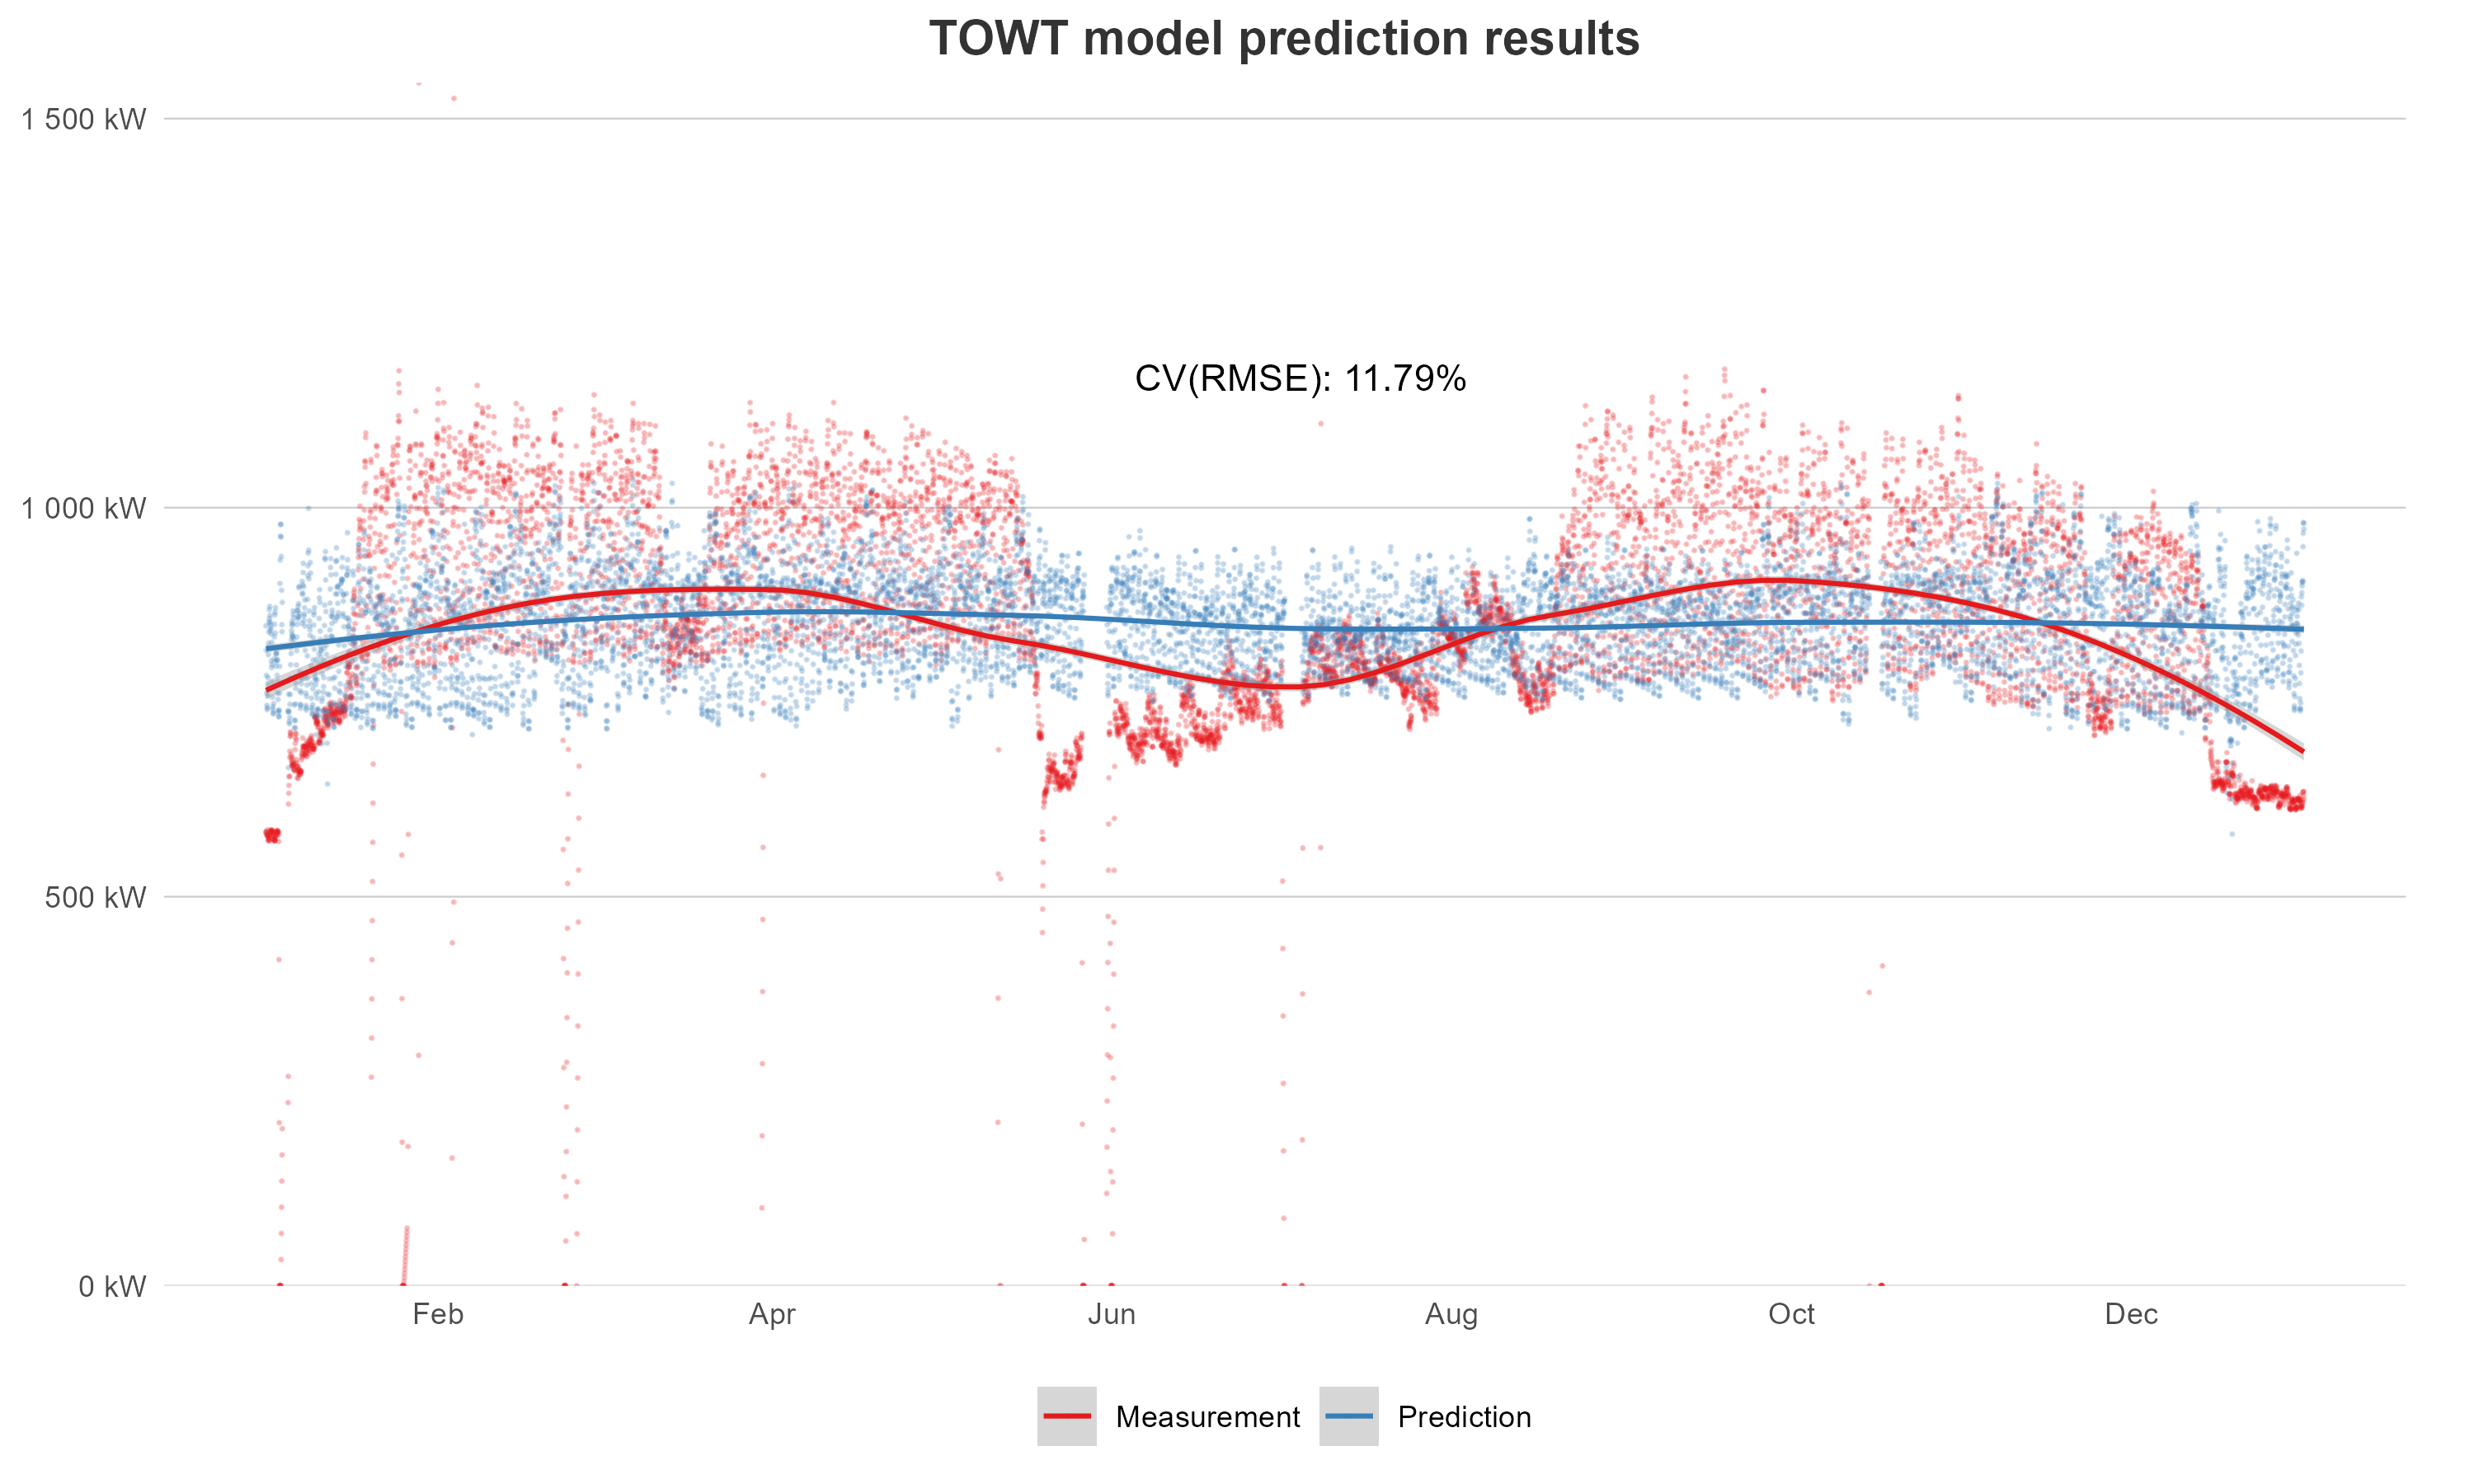 TOWT model prediction results
1 500 kW
CV(RMSE): 11.79%
1 000 kW
500 kW
0 kW
Feb Apr Jun Aug Oct Dec
Measurement Prediction